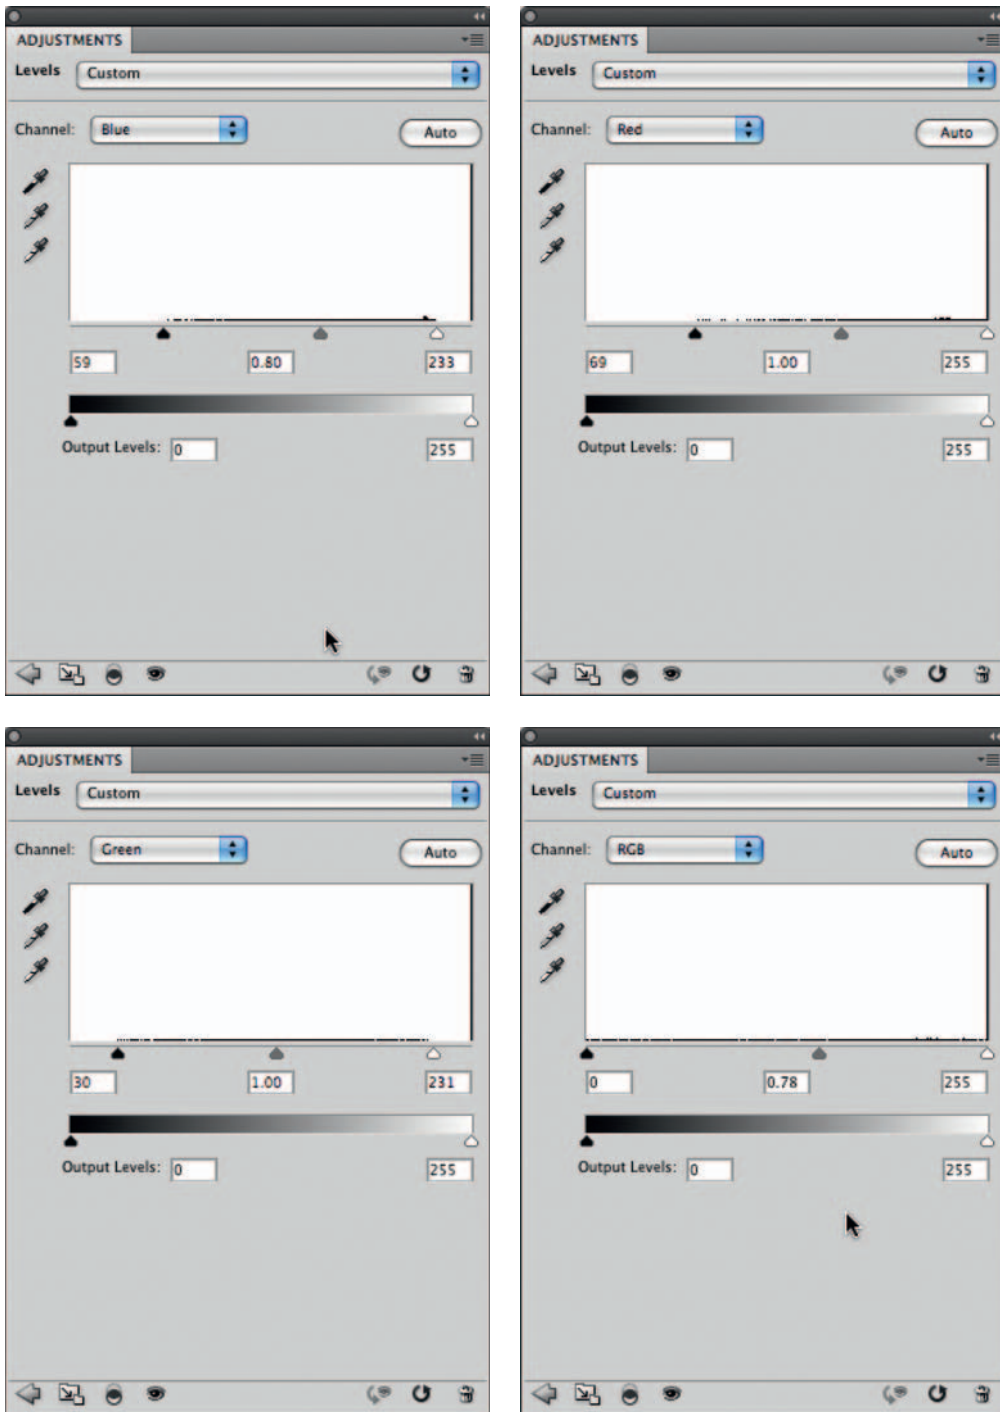 ADJUSTMENTS
Levels Custom
Channel: Blue Auto
59 0.80 233
Output Levels: 0 255
ADJUSTMENTS
Levels Custom
Channel: Red Auto
69 1.00 255
Output Levels: 0 255
ADJUSTMENTS
Levels Custom
Channel: Green Auto
30 1.00 231
Output Levels: 0 255
ADJUSTMENTS
Levels Custom
Channel: RGB Auto
0 0.78 255
Output Levels: 0 255